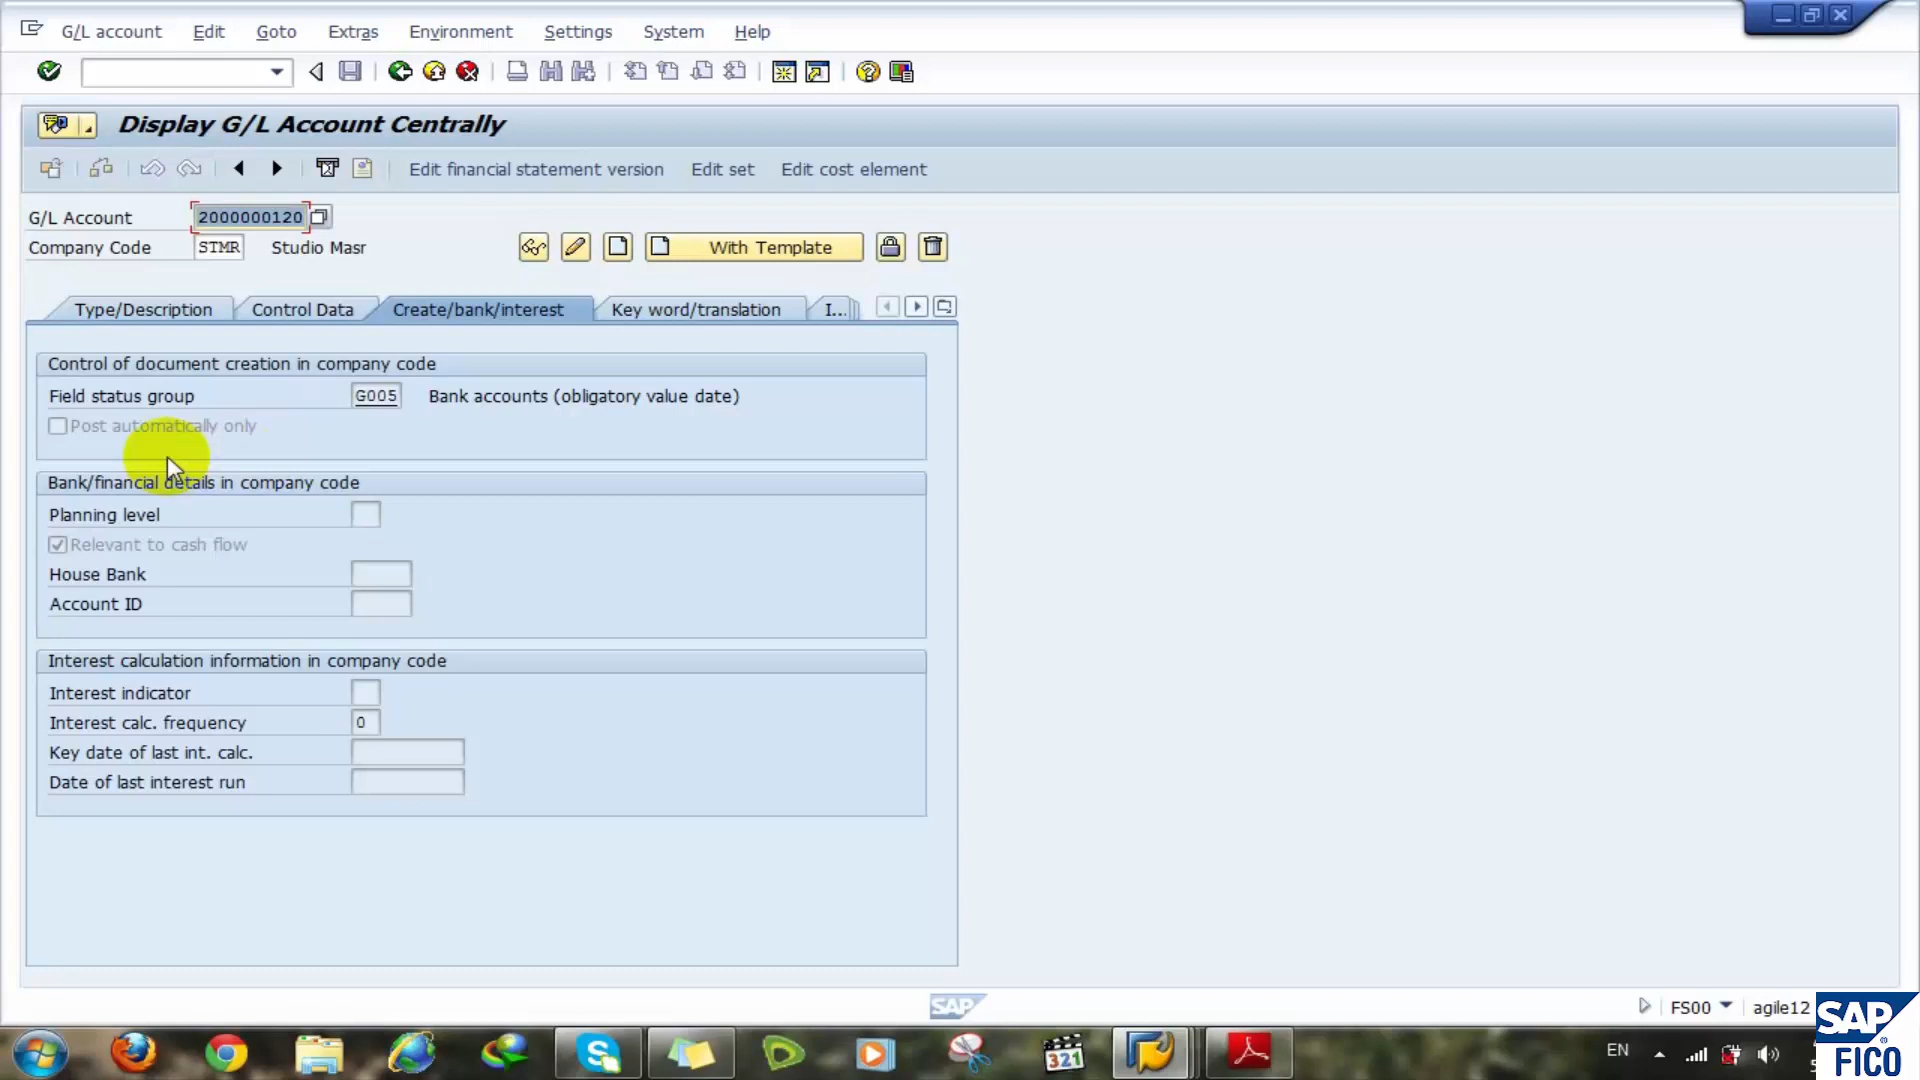 G/L account Edit Goto Extras Environment Settings System Help
Display G/L Account Centrally
Edit financial statement version Edit set Edit cost element
G/L Account 2000000120
Company Code STMR Studio Masr With Template
Type/Description Control Data Create/bank/interest Key word/translation I...
Control of document creation in company code
Field status group G005 Bank accounts (obligatory value date)
Post automatically only
Bank/financial details in company code
Planning level
Relevant to cash flow
House Bank
Account ID
Interest calculation information in company code
Interest indicator
Interest calc. frequency 0
Key date of last int. calc.
Date of last interest run
SAP
FS00 agile12
SAP
FICO
321
EN